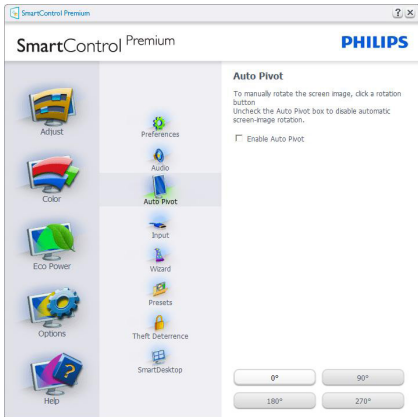 SmartControl Premium
SmartControl Premium
PHILIPS
Adjust
Color
Eco Power
Options
Help
Preferences
Audio
Auto Pivot
Input
Wizard
Presets
Theft Deterrence
SmartDesktop
Auto Pivot
To manually rotate the screen image, click a rotation
button
Uncheck the Auto Pivot box to disable automatic
screen-image rotation.
Enable Auto Pivot
0°
90°
180°
270°